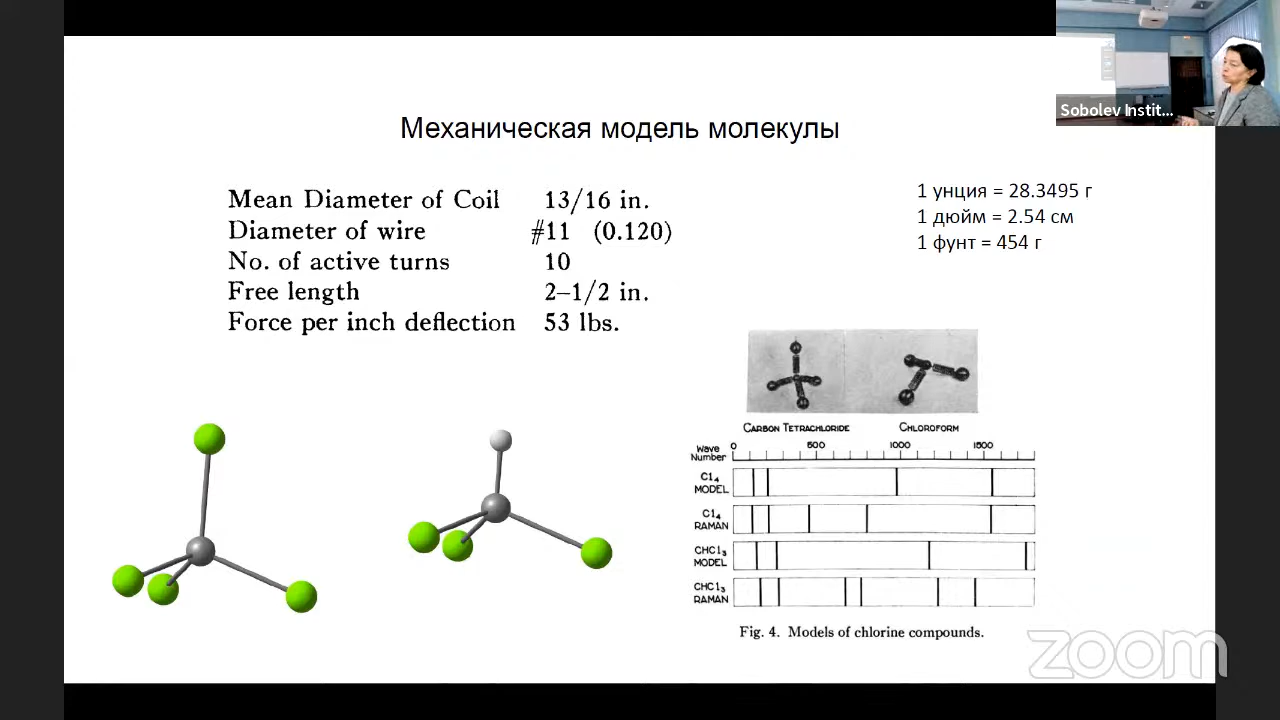 Sobolev Instit...
Механическая модель молекулы
Mean Diameter of Coil 13/16 in.
Diameter of wire #11 (0.120)
No. of active turns 10
Free length 2–1/2 in.
Force per inch deflection 53 lbs.
1 унция = 28.3495 г
1 дюйм = 2.54 см
1 фунт = 454 г
CARBON TETRACHLORIDE CHLOROFORM
WAVE NUMBER 0 500 1000 1500
Cl4
MODEL
Cl4
RAMAN
CHCl3
MODEL
CHCl3
RAMAN
Fig. 4. Models of chlorine compounds.
zoom